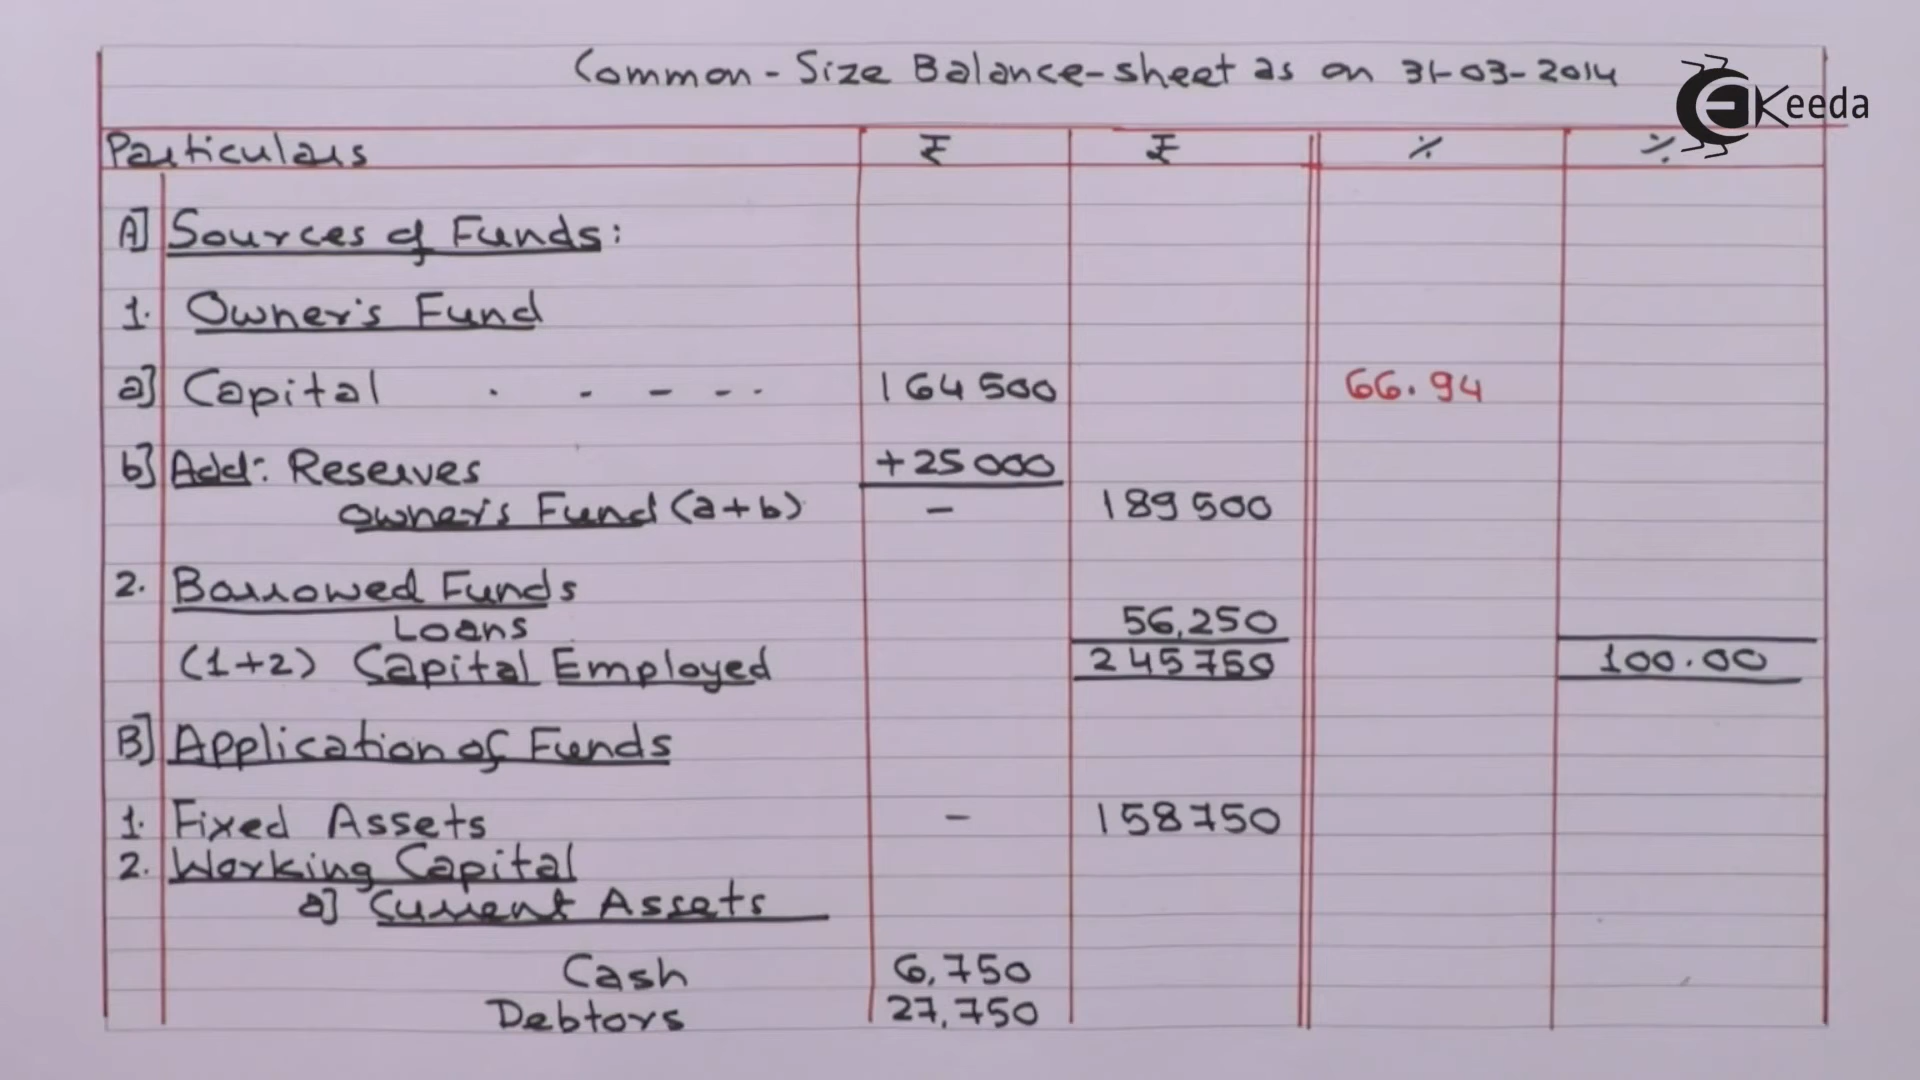 Common-Size Balance-sheet as on 31-03-2014
Keeda
Particulars ₹ ₹ % %
A] Sources of Funds:
1. Owner's Fund
a] Capital . - - - .. 164500 66.94
b] Add: Reserves +25000
Owner's Fund (a+b) - 189500
2. Borrowed Funds
Loans 56,250
(1+2) Capital Employed 245750 100.00
B] Application of Funds
1. Fixed Assets - 158750
2. Working Capital
a] Current Assets
Cash 6,750
Debtors 27,750